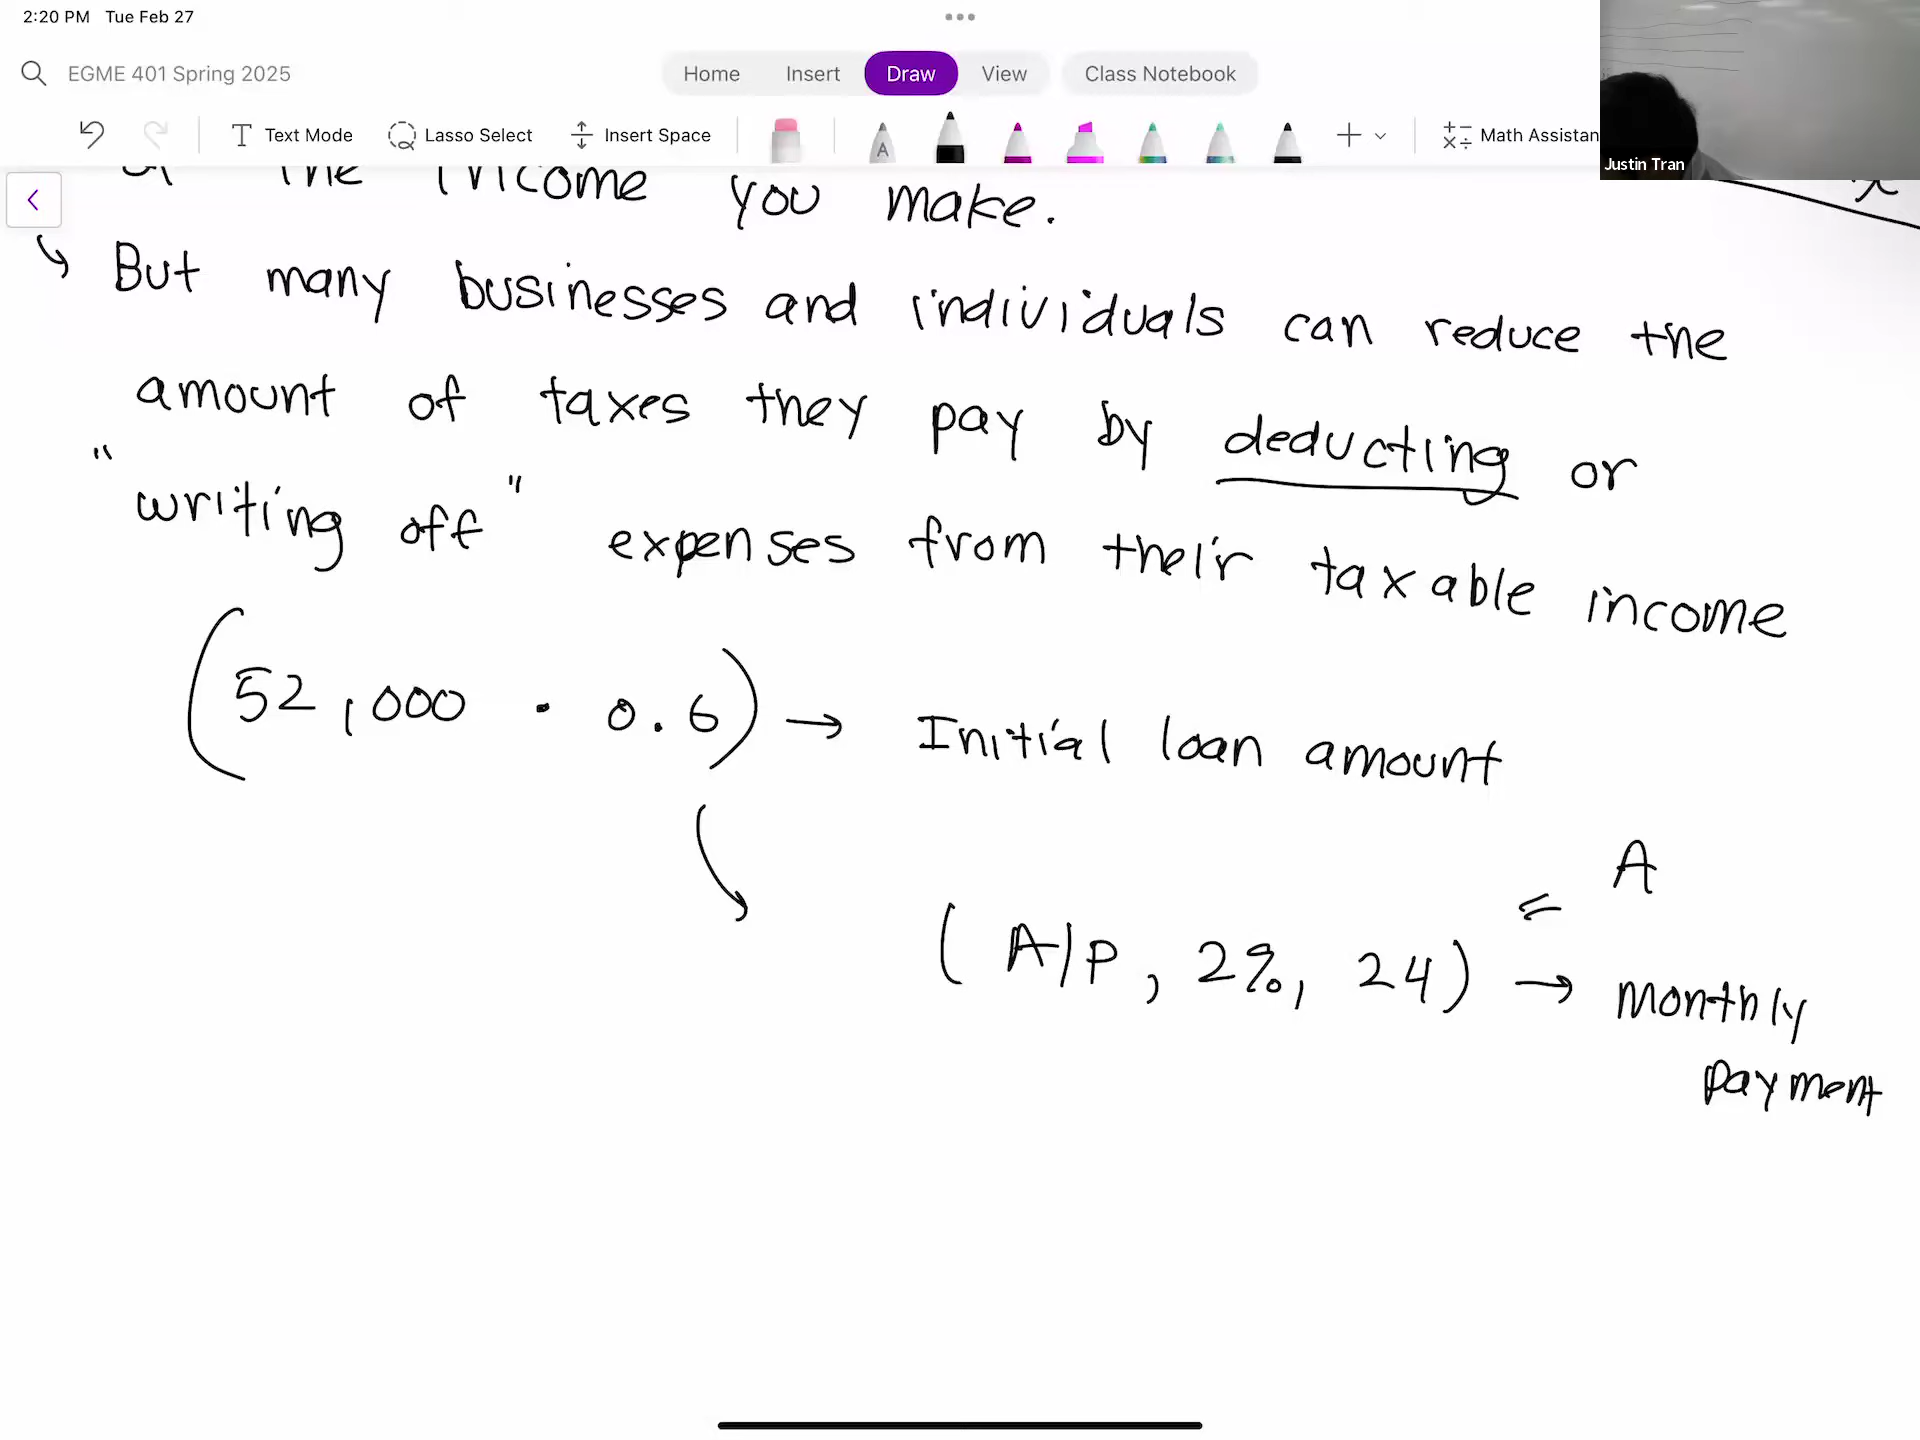 2:20 PM Tue Feb 27
EGME 401 Spring 2025
Home Insert Draw View Class Notebook
Text Mode Lasso Select Insert Space A Math Assistan
Justin Tran
the income you make.
But many businesses and individuals can reduce the
amount of taxes they pay by deducting or
"writing off" expenses from their taxable income
(52,000 · 0.6) → Initial loan amount
= A
(A/P, 2%, 24) → Monthly
payment